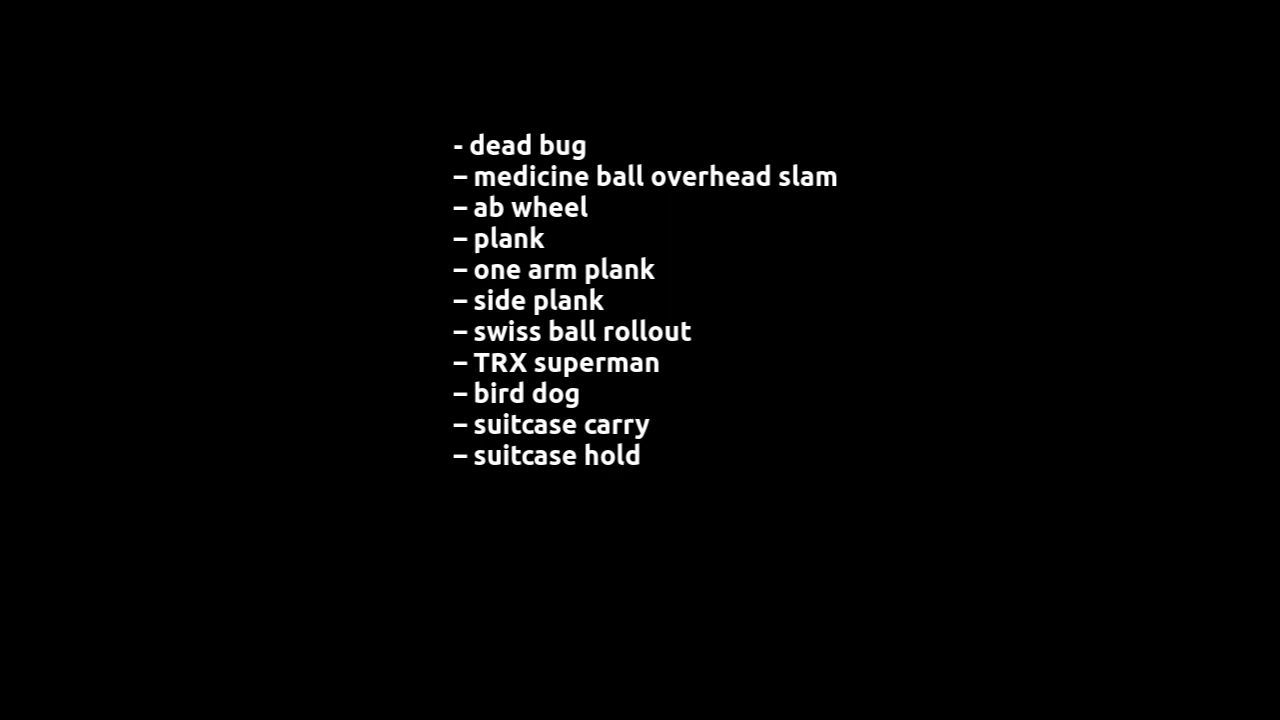 - dead bug
– medicine ball overhead slam
– ab wheel
– plank
– one arm plank
– side plank
– swiss ball rollout
– TRX superman
– bird dog
– suitcase carry
– suitcase hold